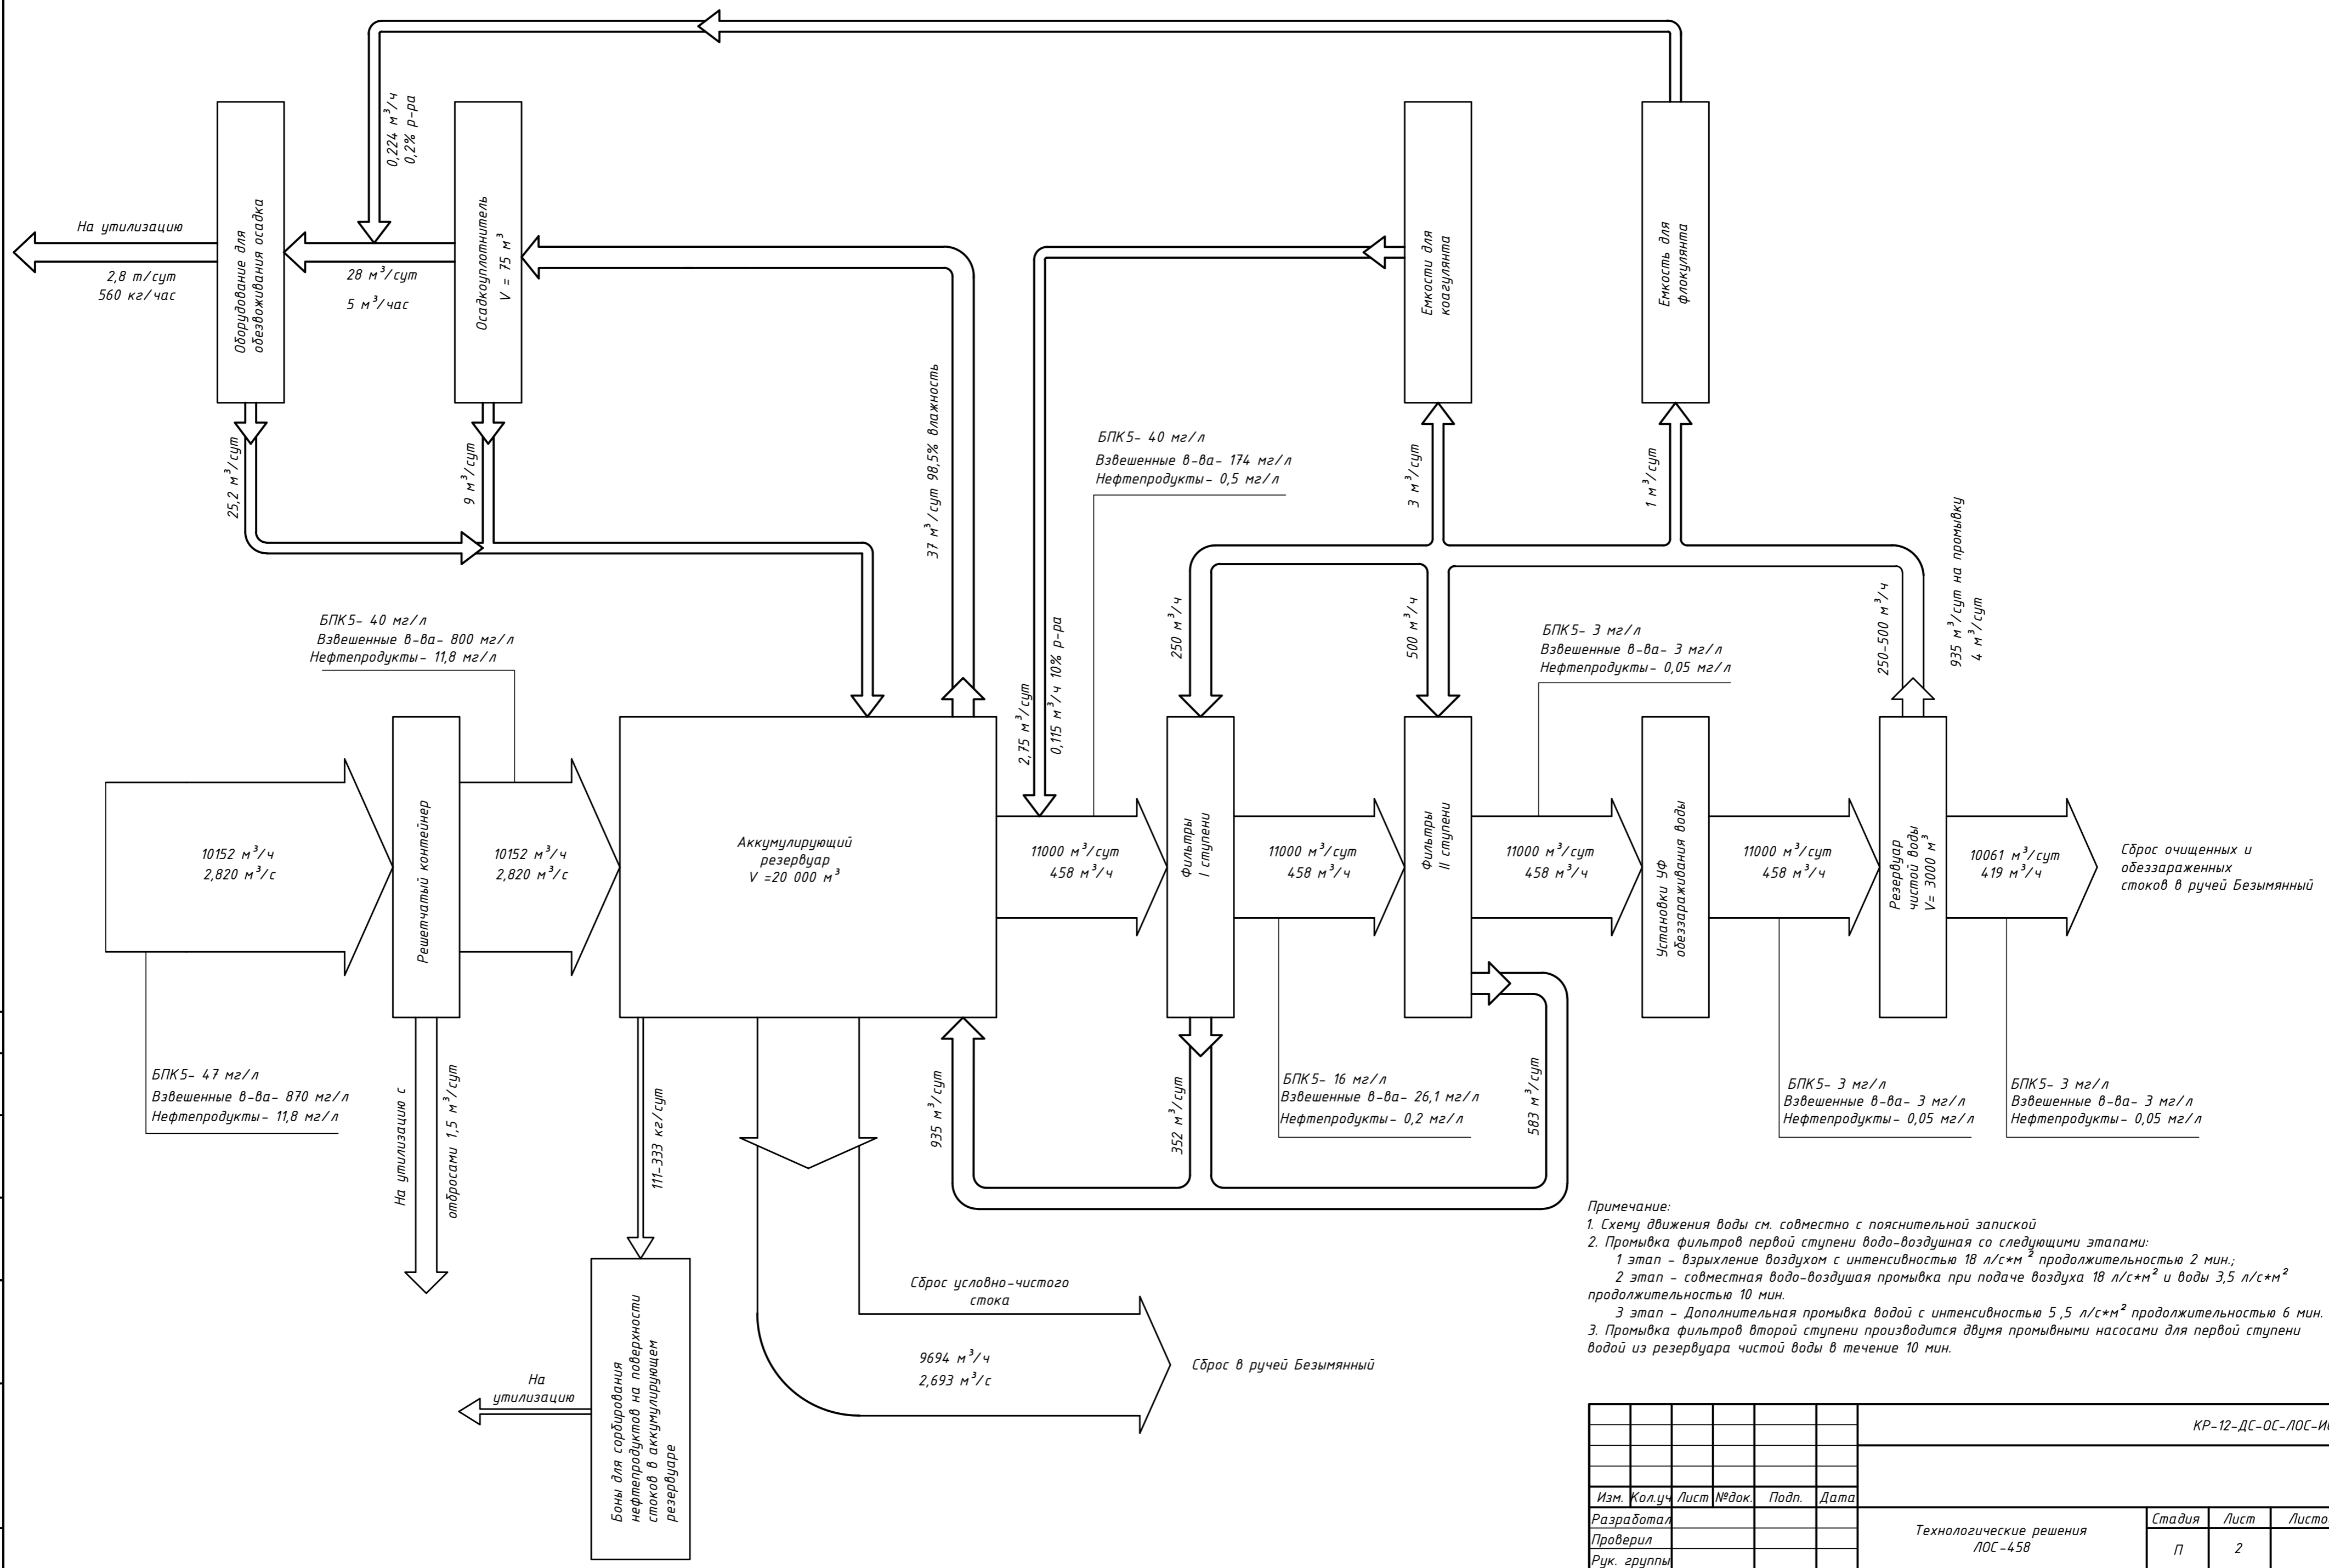 0,224 м³/ч
0,2% р-ра
На утилизацию
2,8 т/сут
560 кг/час
Оборудование для
обезвоживания осадка
28 м³/сут
5 м³/час
Осадкоуплотнитель
V = 75 м³
Емкости для
коагулянта
Емкость для
флокулянта
25,2 м³/сут
9 м³/сут
37 м³/сут 98,5% влажность
БПК5- 40 мг/л
Взвешенные в-ва- 174 мг/л
Нефтепродукты- 0,5 мг/л
3 м³/сут
1 м³/сут
935 м³/сут на промывку
4 м³/сут
250-500 м³/ч
БПК5- 40 мг/л
Взвешенные в-ва- 800 мг/л
Нефтепродукты- 11,8 мг/л
2,75 м³/сут
0,115 м³/ч 10% р-ра
250 м³/ч
500 м³/ч
БПК5- 3 мг/л
Взвешенные в-ва- 3 мг/л
Нефтепродукты- 0,05 мг/л
10152 м³/ч
2,820 м³/с
Решетчатый контейнер
10152 м³/ч
2,820 м³/с
Аккумулирующий
резервуар
V =20 000 м³
11000 м³/сут
458 м³/ч
Фильтры
I ступени
11000 м³/сут
458 м³/ч
Фильтры
II ступени
11000 м³/сут
458 м³/ч
Установки УФ
обеззараживания воды
11000 м³/сут
458 м³/ч
Резервуар
чистой воды
V= 3000 м³
10061 м³/сут
419 м³/ч
Сброс очищенных и
обеззараженных
стоков в ручей Безымянный
БПК5- 47 мг/л
Взвешенные в-ва- 870 мг/л
Нефтепродукты- 11,8 мг/л
На утилизацию с
отбросами 1,5 м³/сут
111-333 кг/сут
935 м³/сут
352 м³/сут
БПК5- 16 мг/л
Взвешенные в-ва- 26,1 мг/л
Нефтепродукты- 0,2 мг/л
583 м³/сут
БПК5- 3 мг/л
Взвешенные в-ва- 3 мг/л
Нефтепродукты- 0,05 мг/л
БПК5- 3 мг/л
Взвешенные в-ва- 3 мг/л
Нефтепродукты- 0,05 мг/л
Сброс условно-чистого
стока
9694 м³/ч
2,693 м³/с
Сброс в ручей Безымянный
На
утилизацию
Боны для сорбирования
нефтепродуктов на поверхности
стоков в аккумулирующем
резервуаре
Примечание:
1. Схему движения воды см. совместно с пояснительной запиской
2. Промывка фильтров первой ступени водо-воздушная со следующими этапами:
1 этап - взрыхление воздухом с интенсивностью 18 л/с*м² продолжительностью 2 мин.;
2 этап - совместная водо-воздушая промывка при подаче воздуха 18 л/с*м² и воды 3,5 л/с*м²
продолжительностью 10 мин.
3 этап - Дополнительная промывка водой с интенсивностью 5 ,5 л/с*м² продолжительностью 6 мин.
3. Промывка фильтров второй ступени производится двумя промывными насосами для первой ступени
водой из резервуара чистой воды в течение 10 мин.
КР-12-ДС-ОС-ЛОС-ИО
Изм. Кол.уч Лист №док. Подп. Дата
Разработал
Проверил
Рук. группы
Технологические решения
ЛОС-458
Стадия Лист Листо
П 2